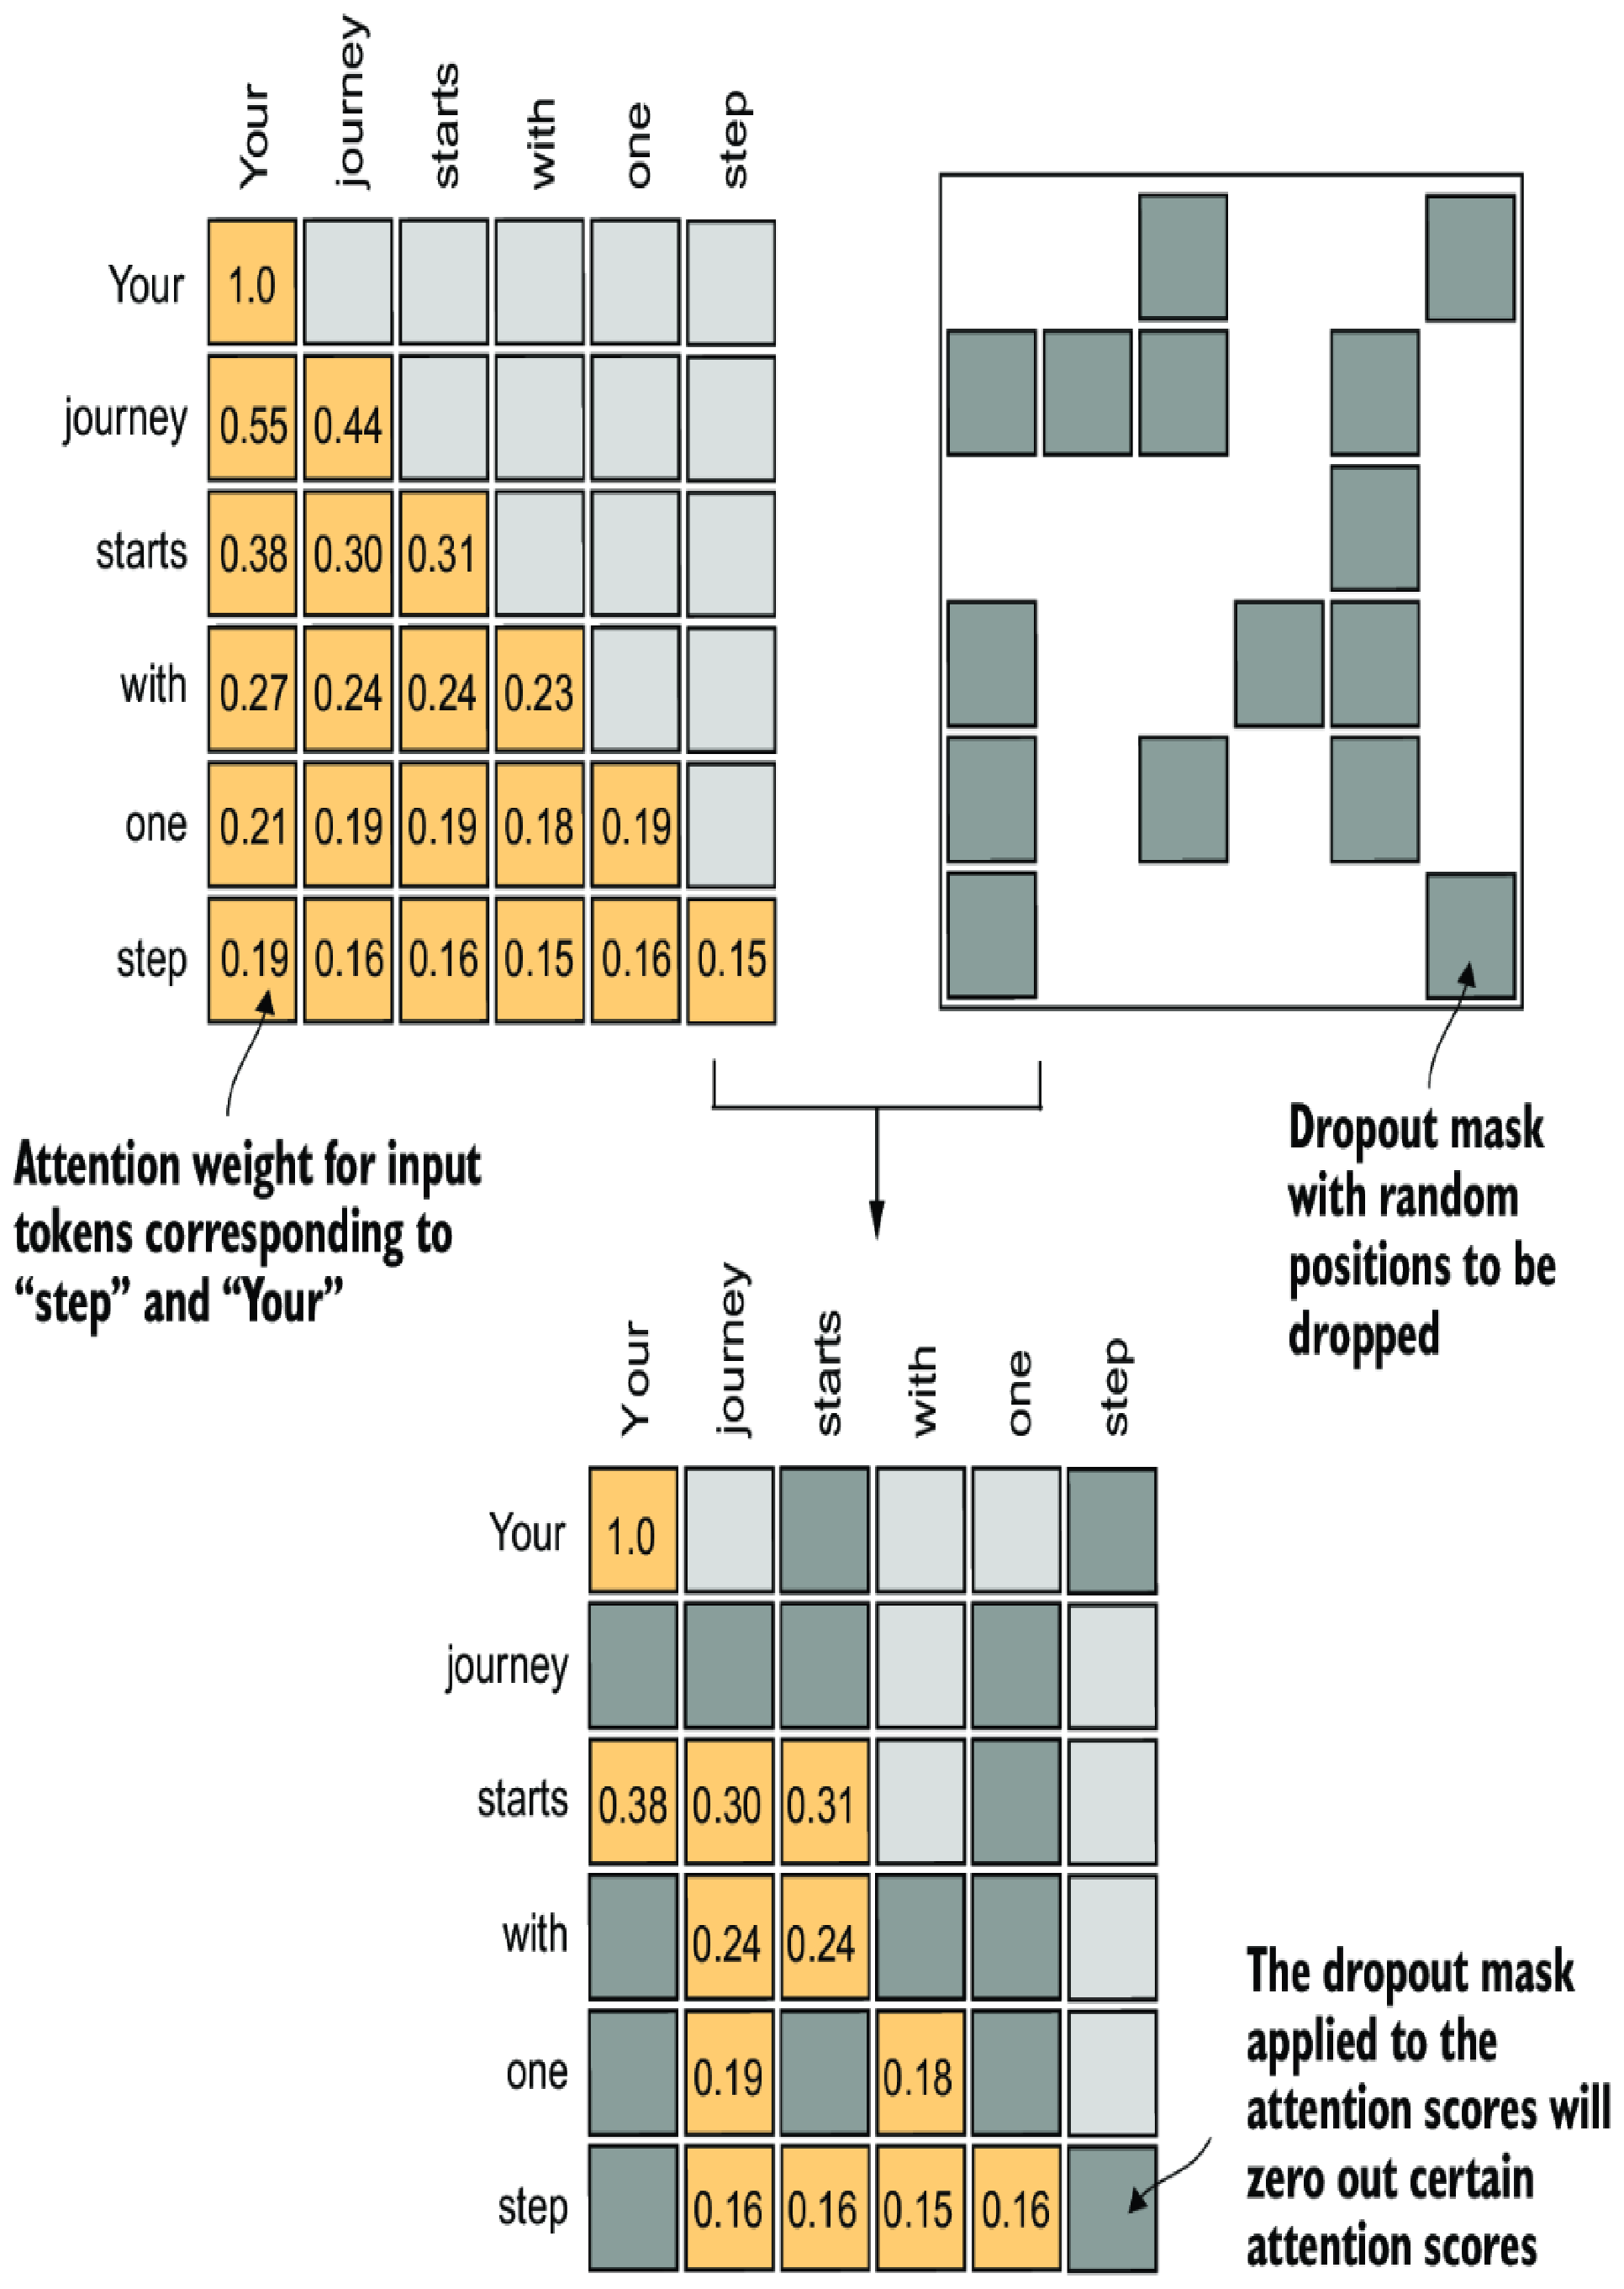 Your journey starts with one step
Your 1.0
journey 0.55 0.44
starts 0.38 0.30 0.31
with 0.27 0.24 0.24 0.23
one 0.21 0.19 0.19 0.18 0.19
step 0.19 0.16 0.16 0.15 0.16 0.15
Attention weight for input
tokens corresponding to
“step” and “Your”
Dropout mask
with random
positions to be
dropped
Your journey starts with one step
Your 1.0
journey
starts 0.38 0.30 0.31
with 0.24 0.24
one 0.19 0.18
step 0.16 0.16 0.15 0.16
The dropout mask
applied to the
attention scores will
zero out certain
attention scores